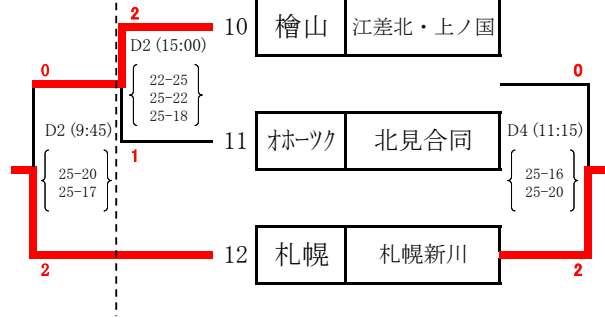 2
10 檜山 江差北・上ノ国
D2 (15:00)
0
0
22-25
25-22
25-18
D2 (9:45)
11 ｵﾎｰﾂｸ 北見合同
D4 (11:15)
1
25-20
25-17
25-16
25-20
12 札幌 札幌新川
2
2